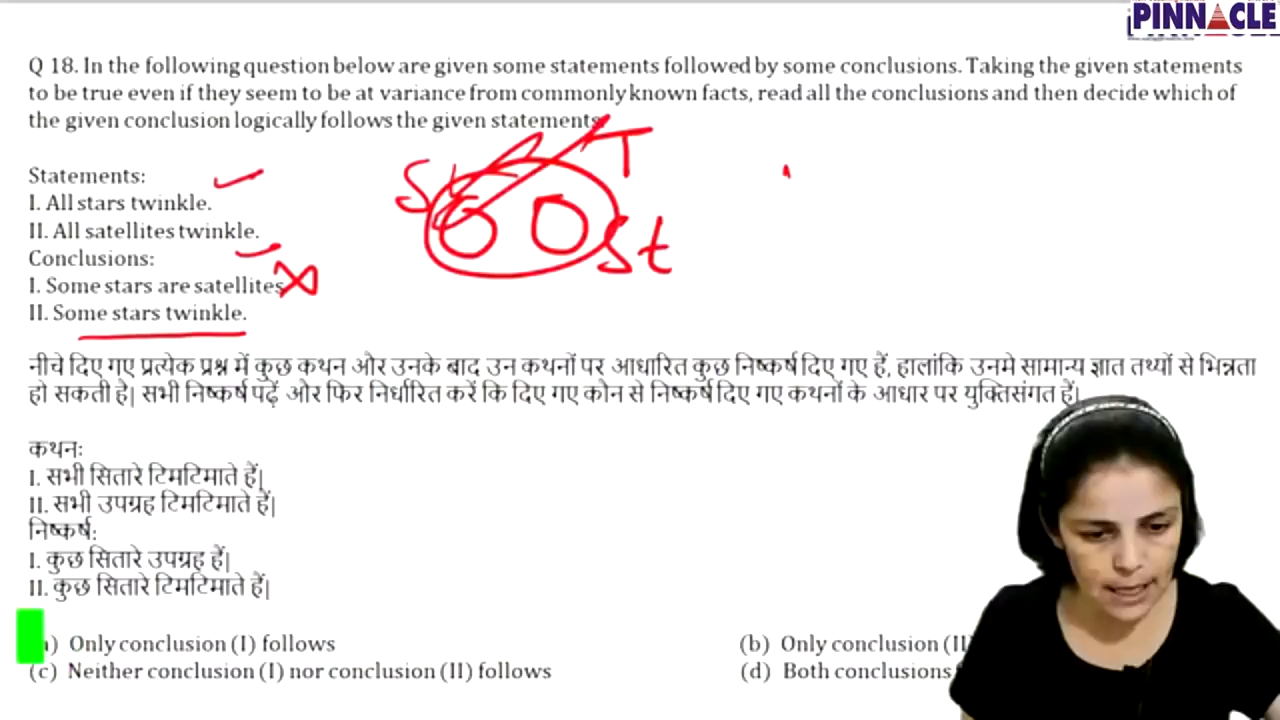 PINNACLE
Q 18. In the following question below are given some statements followed by some conclusions. Taking the given statements
to be true even if they seem to be at variance from commonly known facts, read all the conclusions and then decide which of
the given conclusion logically follows the given statements.
T
St
Statements:
I. All stars twinkle.
II. All satellites twinkle.
St
Conclusions:
I. Some stars are satellites
II. Some stars twinkle.
नीचे दिए गए प्रत्येक प्रश्न में कुछ कथन और उनके बाद उन कथनों पर आधारित कुछ निष्कर्ष दिए गए हैं, हालांकि उनमे सामान्य ज्ञात तथ्यों से भिन्नता
हो सकती है| सभी निष्कर्ष पढ़ें और फिर निर्धारित करें कि दिए गए कौन से निष्कर्ष दिए गए कथनों के आधार पर युक्तिसंगत हैं|
कथन:
I. सभी सितारे टिमटिमाते हैं|
II. सभी उपग्रह टिमटिमाते हैं|
निष्कर्ष:
I. कुछ सितारे उपग्रह हैं|
II. कुछ सितारे टिमटिमाते हैं|
) Only conclusion (I) follows (b) Only conclusion (II
(c) Neither conclusion (I) nor conclusion (II) follows (d) Both conclusions